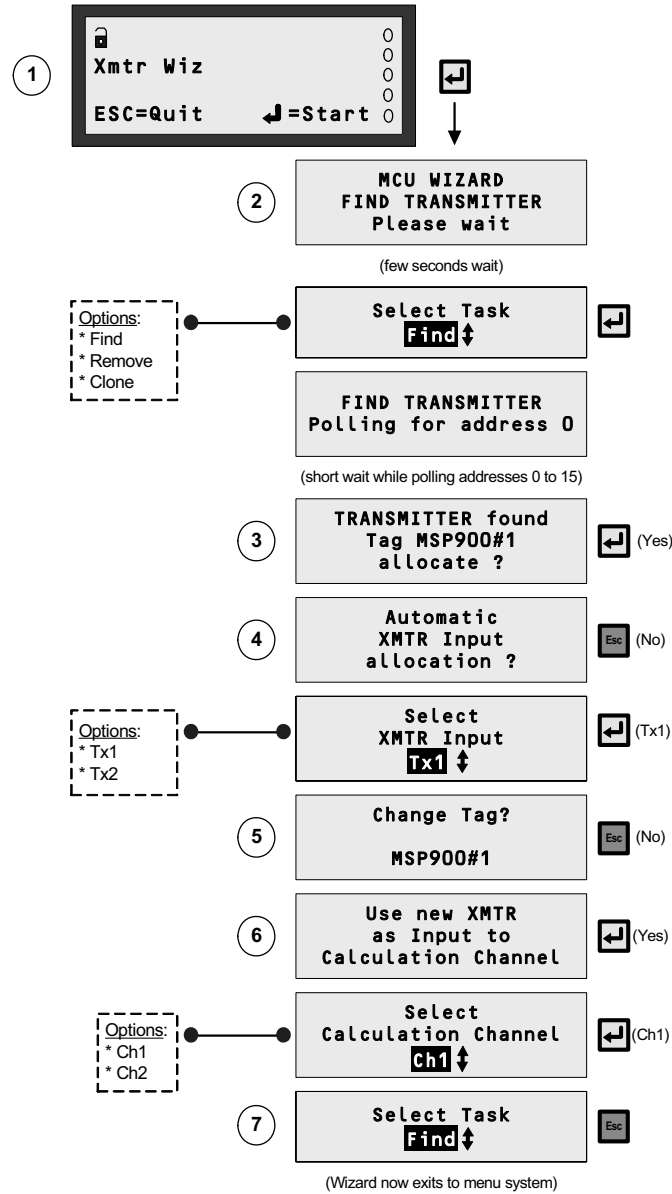 1
Xmtr Wiz
ESC=Quit ↵=Start
2
MCU WIZARD
FIND TRANSMITTER
Please wait
(few seconds wait)
Options:
* Find
* Remove
* Clone
Select Task
Find
FIND TRANSMITTER
Polling for address 0
(short wait while polling addresses 0 to 15)
3
TRANSMITTER found
Tag MSP900#1
allocate ?
(Yes)
4
Automatic
XMTR Input
allocation ?
Esc (No)
Options:
* Tx1
* Tx2
Select
XMTR Input
Tx1
(Tx1)
5
Change Tag?
MSP900#1
Esc (No)
6
Use new XMTR
as Input to
Calculation Channel
(Yes)
Options:
* Ch1
* Ch2
Select
Calculation Channel
Ch1
(Ch1)
7
Select Task
Find
Esc
(Wizard now exits to menu system)